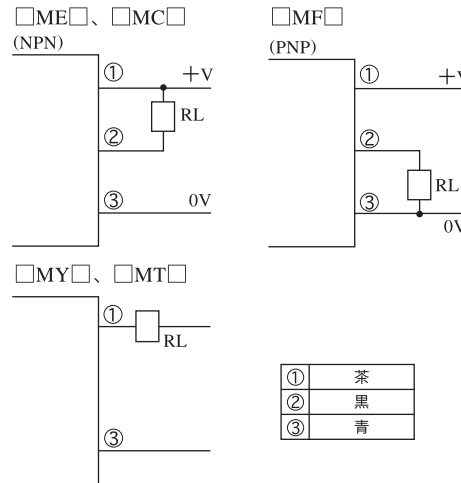 □ME□、□MC□
(NPN)
①
+V
RL
②
③
0V
□MF□
(PNP)
①
+V
②
RL
③
0V
□MY□、□MT□
①
RL
③
① 茶
② 黒
③ 青